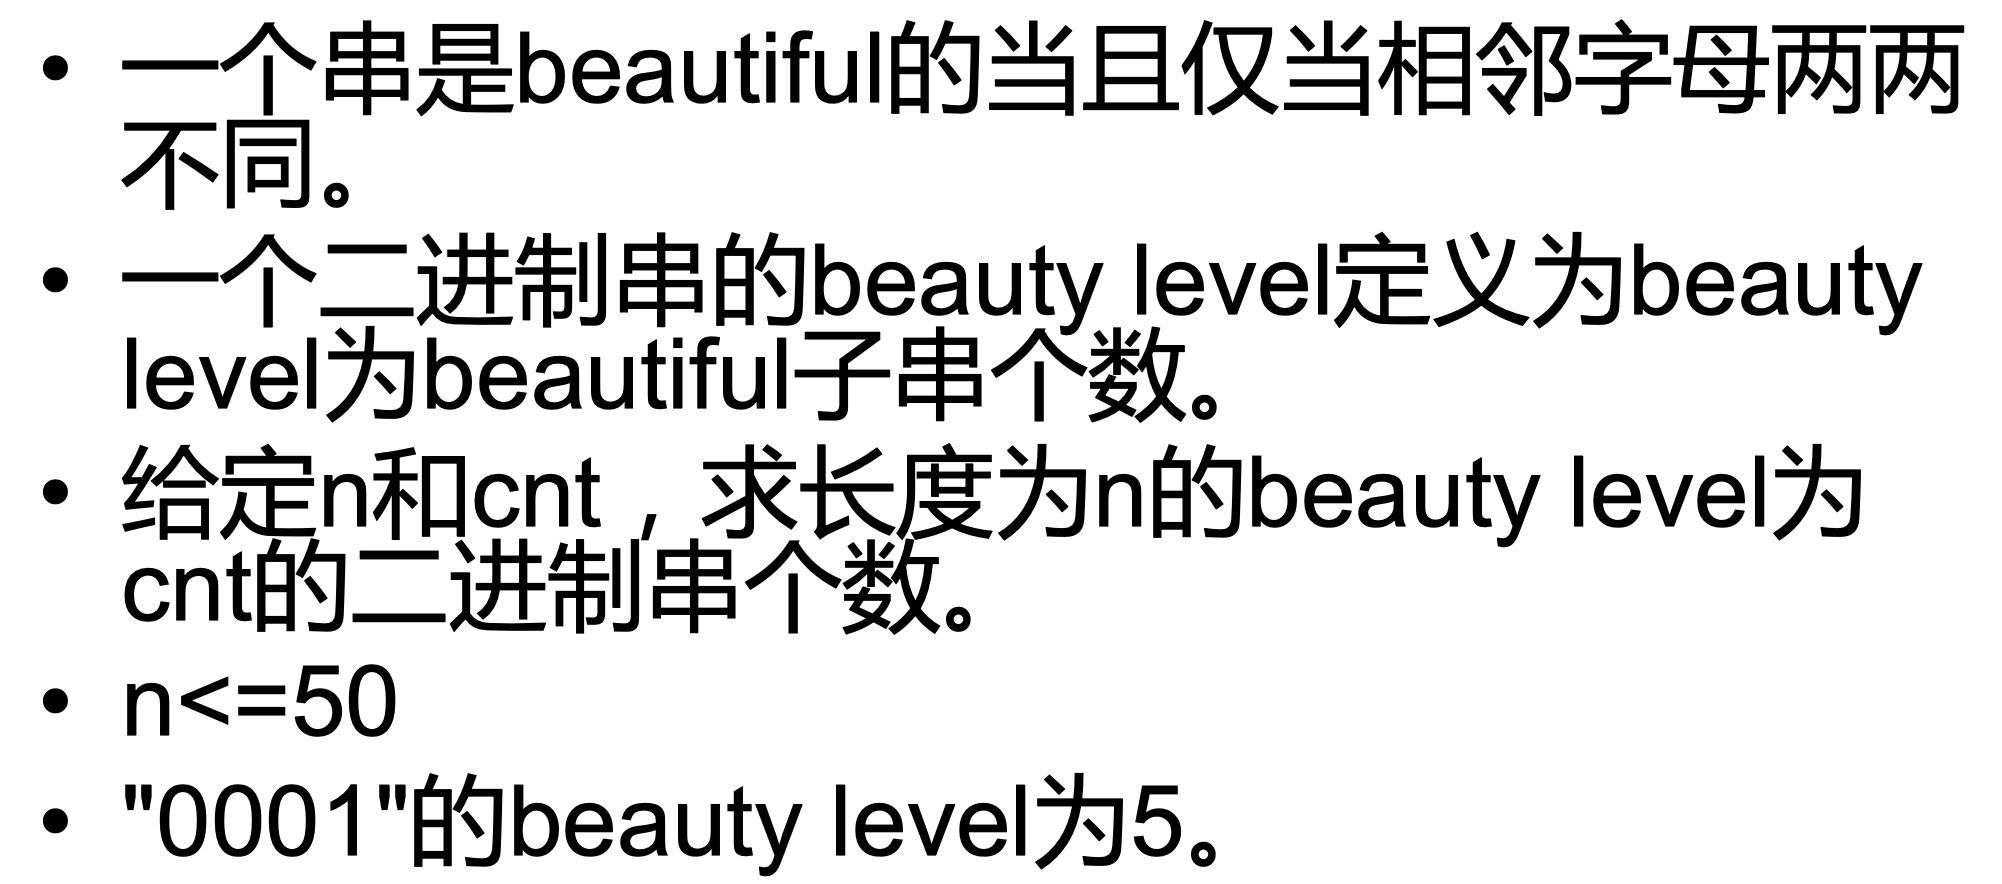 • 一个串是beautiful的当且仅当相邻字母两两
不同。
• 一个二进制串的beauty level定义为beauty
level为beautiful子串个数。
• 给定n和cnt，求长度为n的beauty level为
cnt的二进制串个数。
• n<=50
• "0001"的beauty level为5。